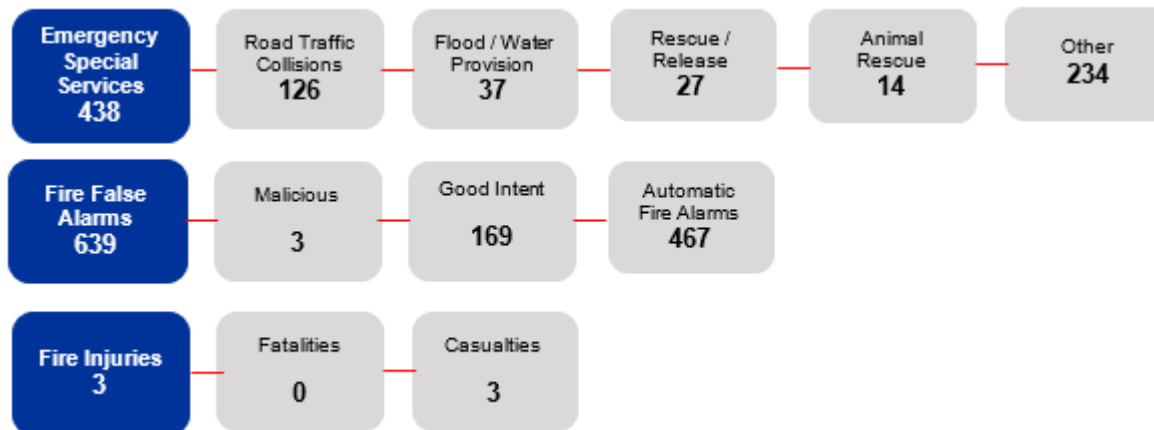 Emergency
Special
Services
438
Road Traffic
Collisions
126
Flood / Water
Provision
37
Rescue /
Release
27
Animal
Rescue
14
Other
234
Fire False
Alarms
639
Malicious
3
Good Intent
169
Automatic
Fire Alarms
467
Fire Injuries
3
Fatalities
0
Casualties
3